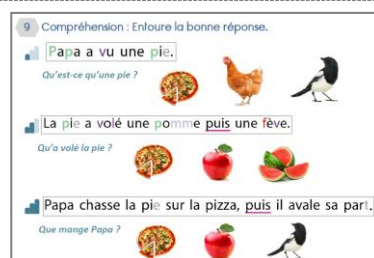 9 Compréhension : Entoure la bonne réponse.
Papa a vu une pie.
Qu'est-ce qu'une pie ?
La pie a volé une pomme puis une fève.
Qu'a volé la pie ?
Papa chasse la pie sur la pizza, puis il avale sa part.
Que mange Papa ?